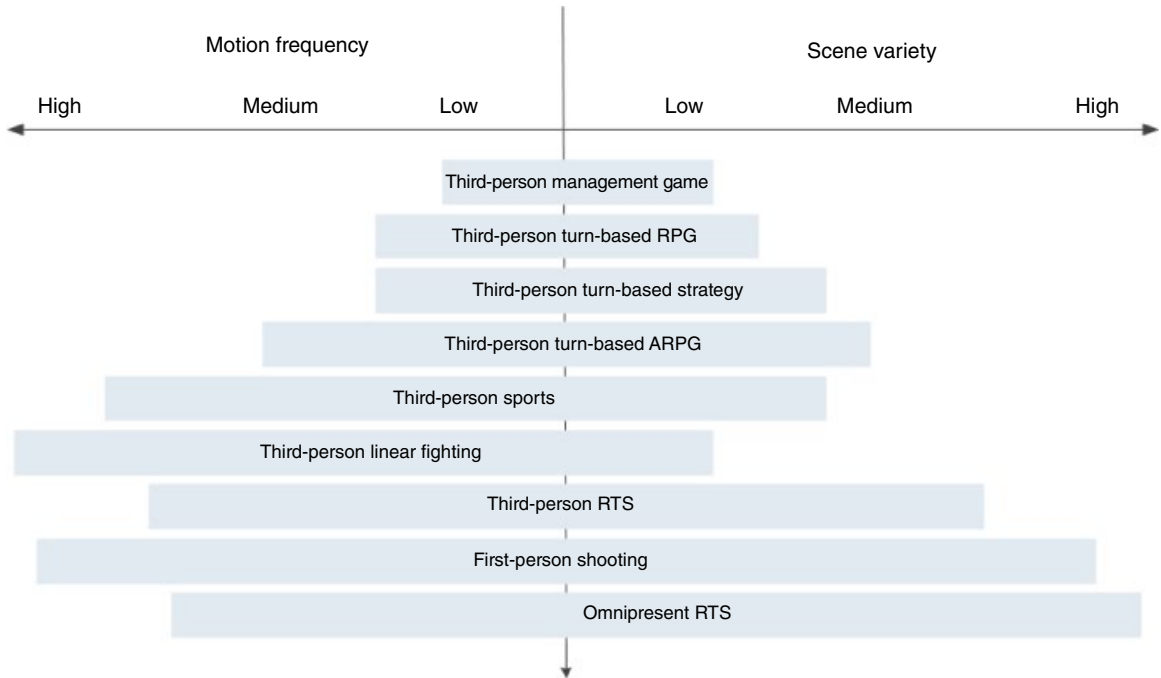 Motion frequency
Scene variety
High Medium Low Low Medium High
Third-person management game
Third-person turn-based RPG
Third-person turn-based strategy
Third-person turn-based ARPG
Third-person sports
Third-person linear fighting
Third-person RTS
First-person shooting
Omnipresent RTS